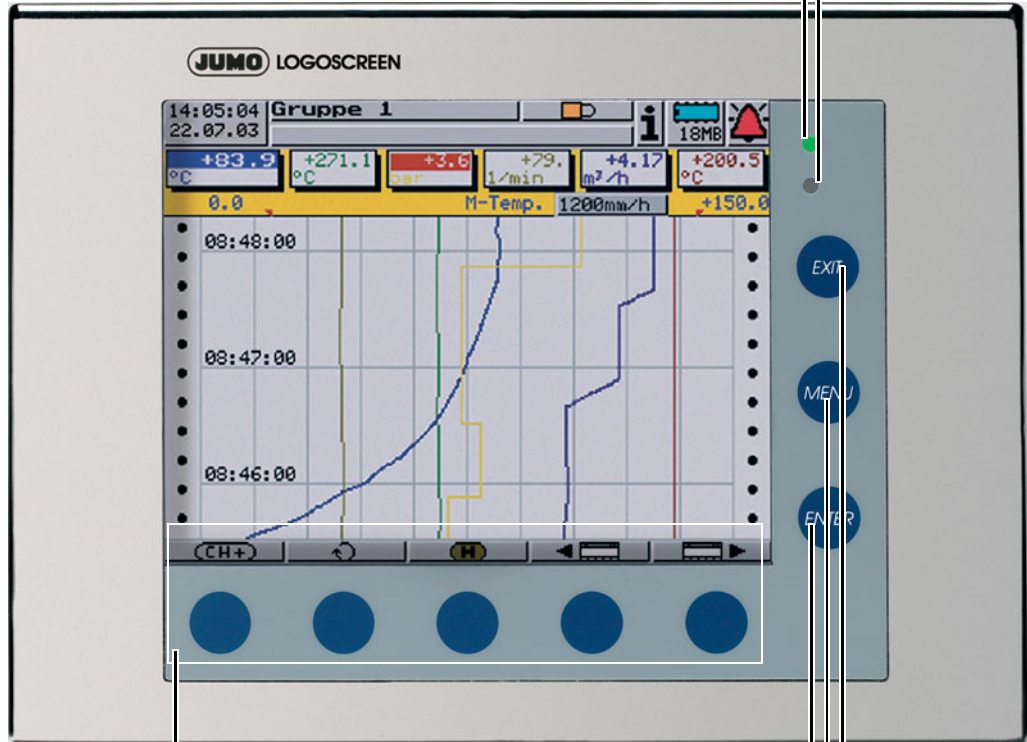 JUMO LOGOSCREEN
14:05:04 Gruppe 1
22.07.03 18MB
+83.9 +271.1 +3.6 +79. +4.17 +200.5
°C °C bar 1/min m³/h °C
0.0 M-Temp. 1200mm/h +150.0
08:48:00
EXIT
08:47:00
MENU
08:46:00
ENTER
(CH+) H